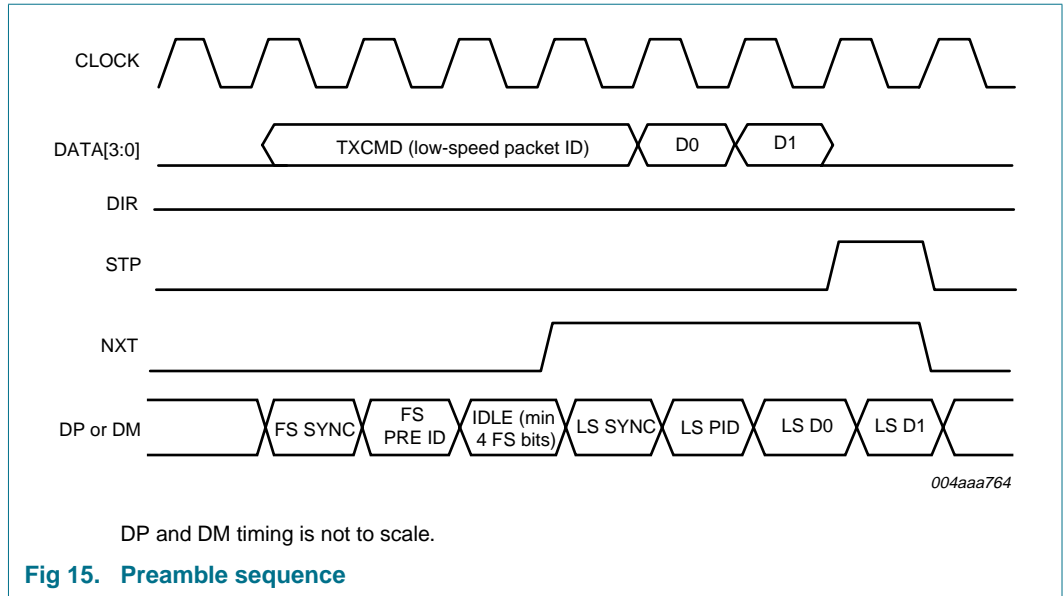 CLOCK
DATA[3:0]
TXCMD (low-speed packet ID)
D0
D1
DIR
STP
NXT
DP or DM
FS SYNC
FS
PRE ID
IDLE (min
4 FS bits)
LS SYNC
LS PID
LS D0
LS D1
004aaa764
DP and DM timing is not to scale.
Fig 15. Preamble sequence